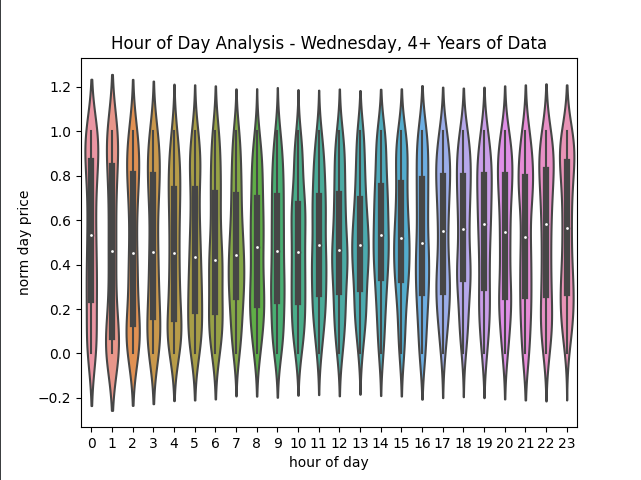 Hour of Day Analysis - Wednesday, 4+ Years of Data
norm day price
1.2
1.0
0.8
0.6
0.4
0.2
0.0
−0.2
0 1 2 3 4 5 6 7 8 9 10 11 12 13 14 15 16 17 18 19 20 21 22 23
hour of day